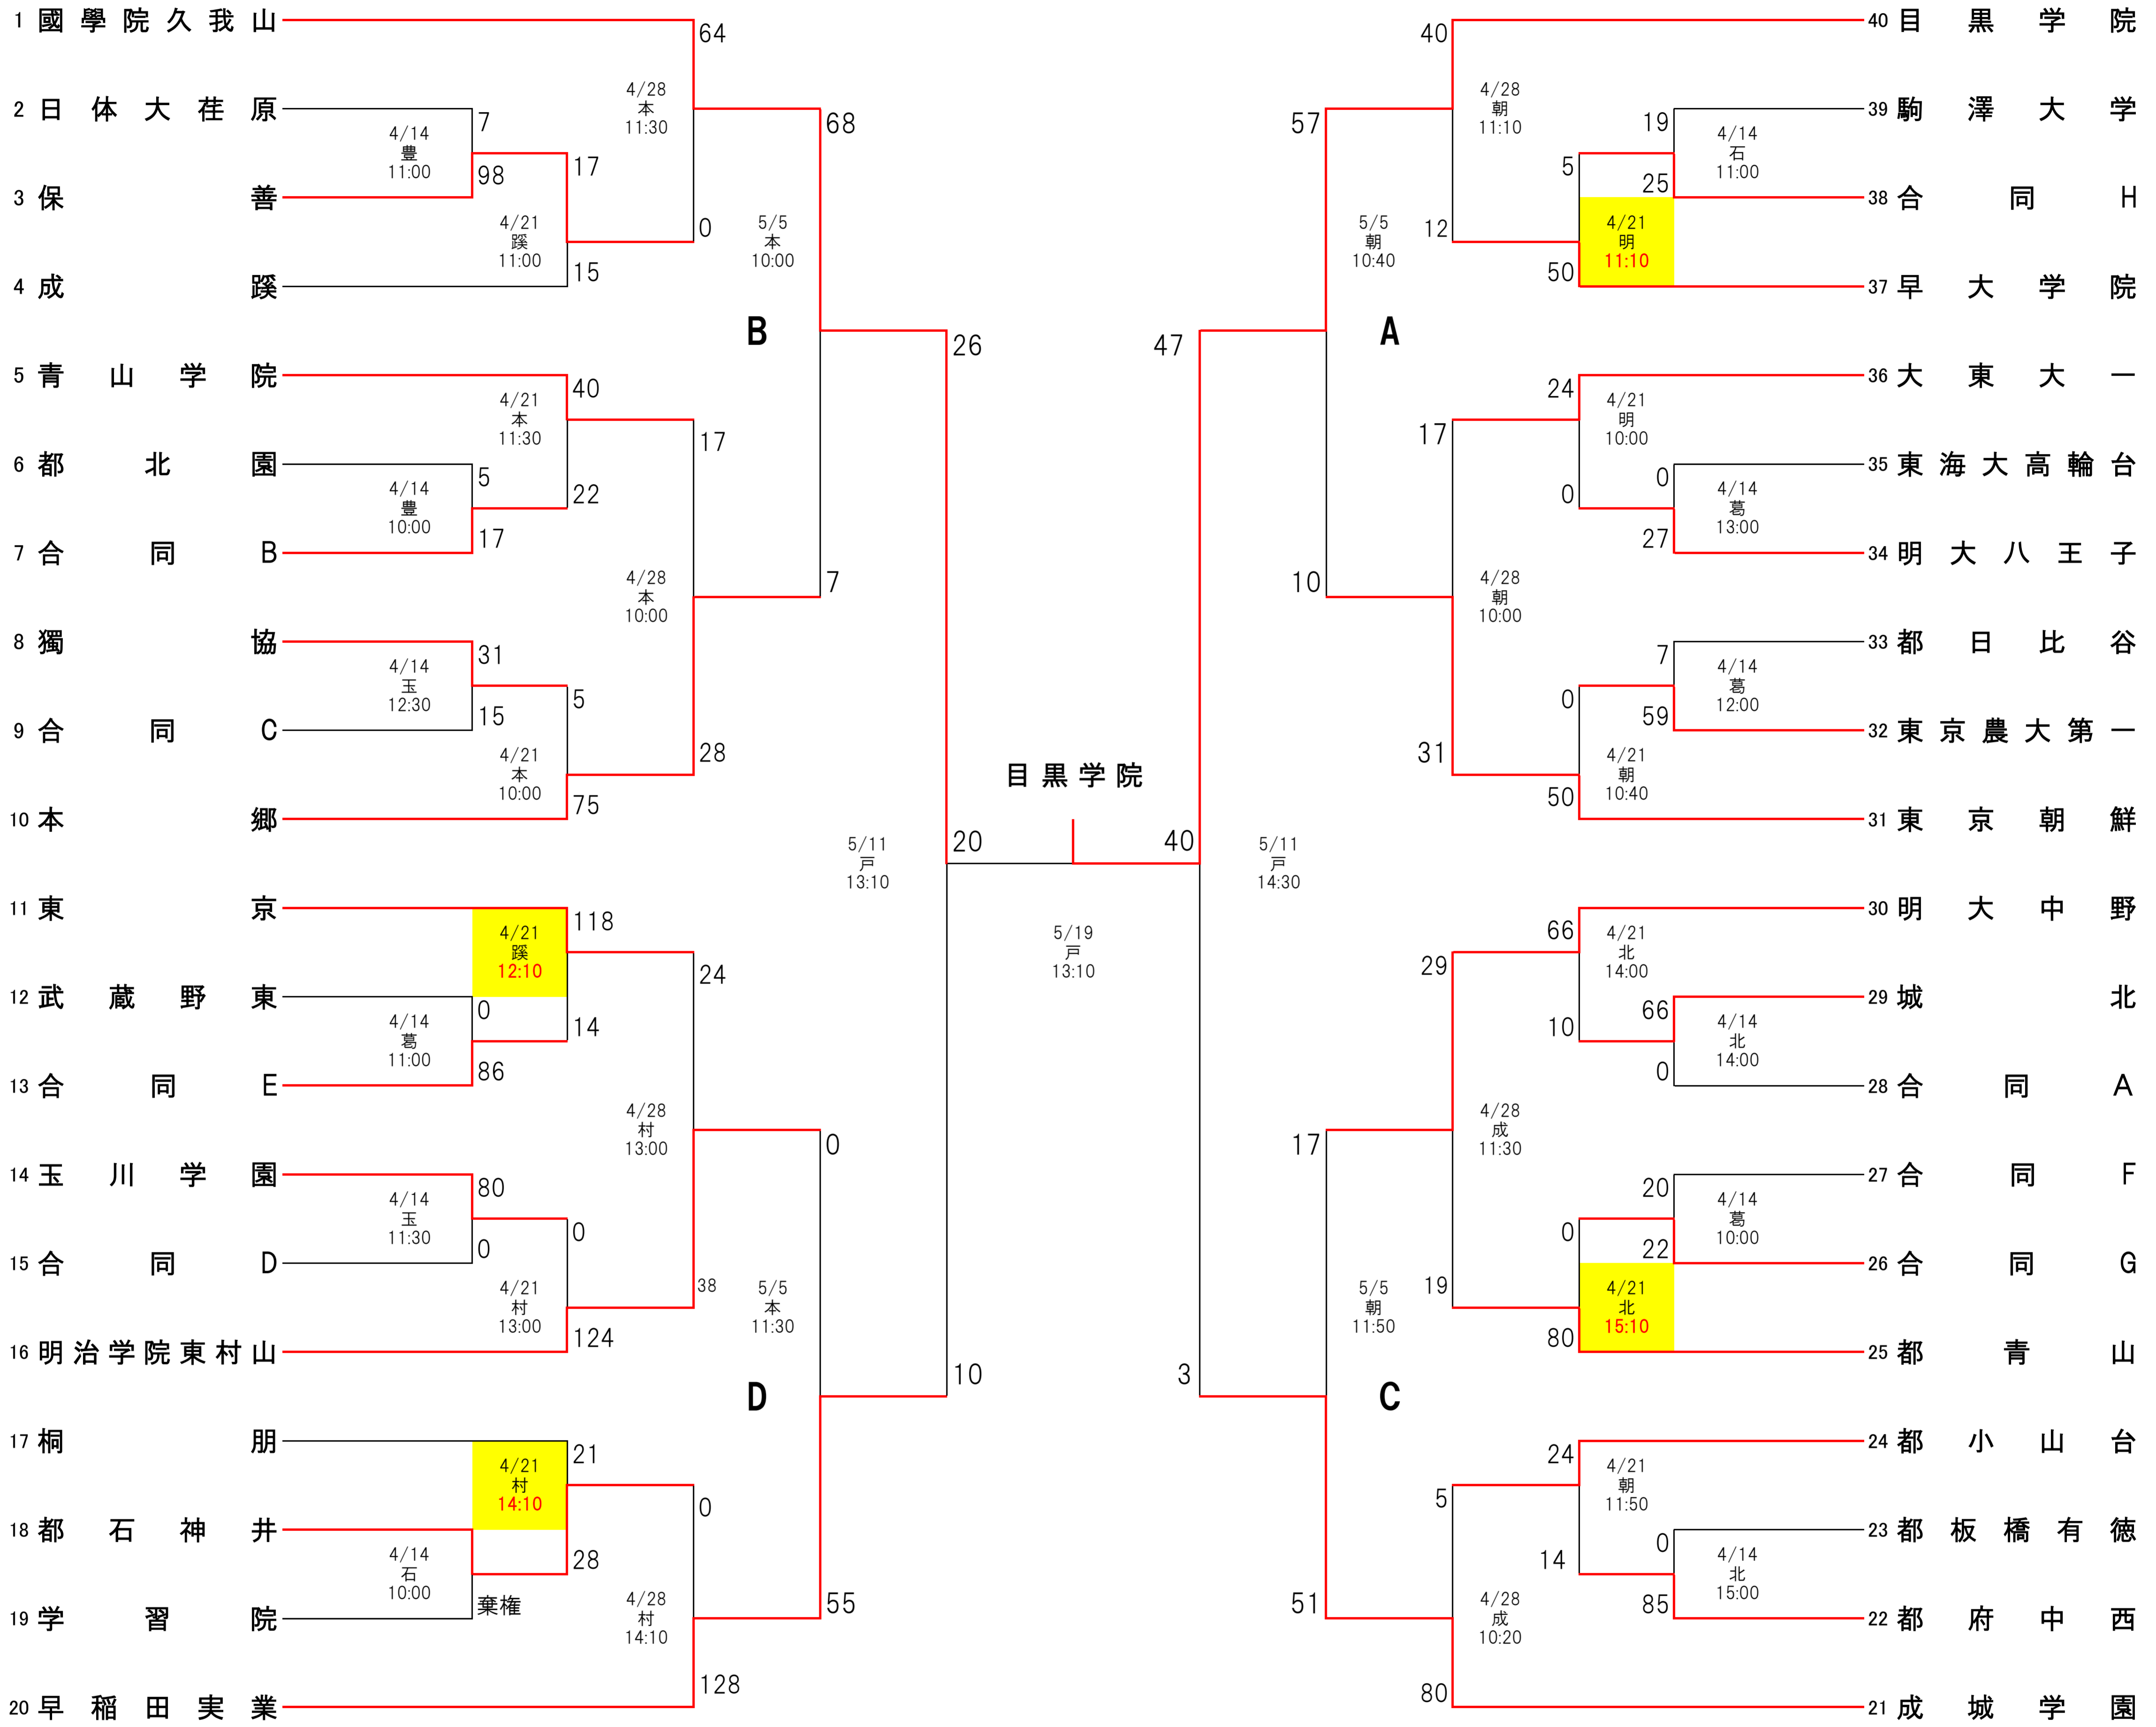 1 國學院久我山
64
4/28
本
11:30
2 日体大荏原
7
4/14
豊
11:00
98
17
68
3 保善
4/21
蹊
11:00
0
5/5
本
10:00
4 成蹊
15
B
26
5 青山学院
40
4/21
本
11:30
17
6 都北園
5
4/14
豊
10:00
22
7 合同B
17
4/28
本
10:00
7
8 獨協
31
4/14
玉
12:30
5
9 合同C
15
4/21
本
10:00
28
10 本郷
75
5/11
戸
13:10
20
11 東京
118
4/21
蹊
12:10
24
12 武蔵野東
0
4/14
葛
11:00
14
13 合同E
86
4/28
村
13:00
0
14 玉川学園
80
4/14
玉
11:30
0
15 合同D
0
4/21
村
13:00
38
5/5
本
11:30
16 明治学院東村山
124
D
10
17 桐朋
21
4/21
村
14:10
0
18 都石神井
4/14
石
10:00
28
19 学習院
棄権
4/28
村
14:10
55
20 早稲田実業
128
目黒学院
5/19
戸
13:10
40 目黒学院
40
4/28
朝
11:10
39 駒澤大学
19
4/14
石
11:00
57
5
25
38 合同H
4/21
明
11:10
12
5/5
朝
10:40
50
37 早大学院
A
47
36 大東大一
24
4/21
明
10:00
17
35 東海大高輪台
0
4/14
葛
13:00
0
27
34 明大八王子
4/28
朝
10:00
10
33 都日比谷
7
4/14
葛
12:00
0
59
32 東京農大第一
4/21
朝
10:40
31
50
31 東京朝鮮
40
5/11
戸
14:30
30 明大中野
66
4/21
北
14:00
29
29 城北
66
4/14
北
14:00
10
0
28 合同A
4/28
成
11:30
17
27 合同F
20
4/14
葛
10:00
0
22
26 合同G
4/21
北
15:10
19
5/5
朝
11:50
80
25 都青山
3
C
24 都小山台
24
4/21
朝
11:50
5
23 都板橋有徳
0
4/14
北
15:00
14
85
22 都府中西
4/28
成
10:20
51
80
21 成城学園